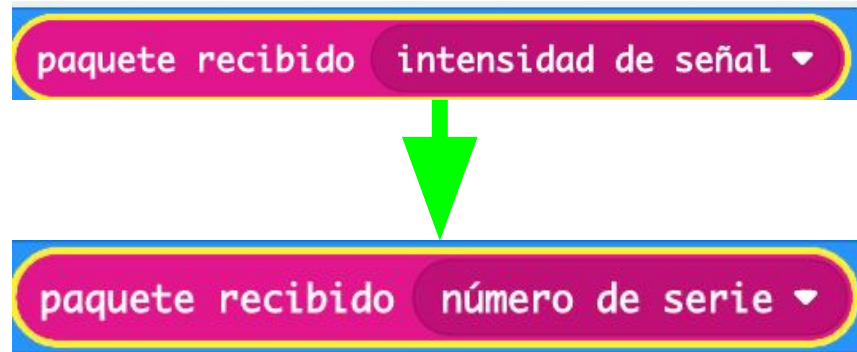 paquete recibido intensidad de señal
paquete recibido número de serie